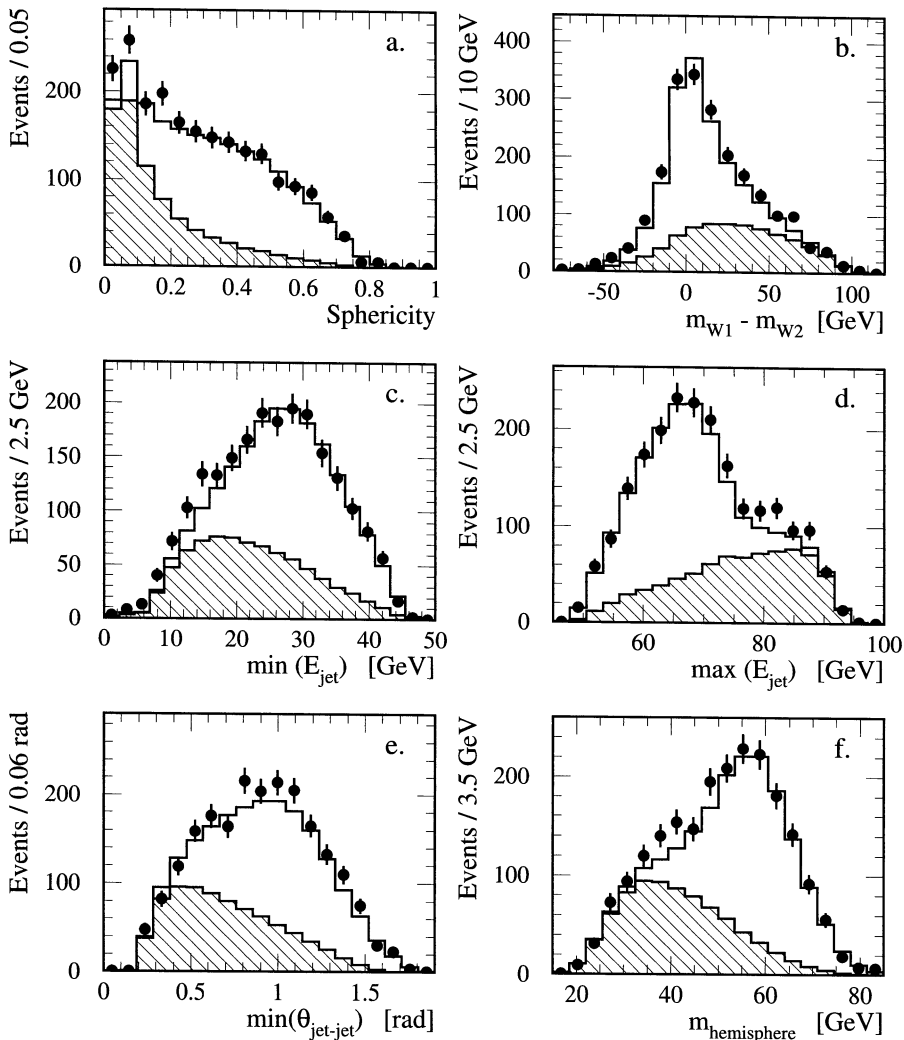 a.
Events / 0.05
200
100
0
0 0.2 0.4 0.6 0.8 1
Sphericity
b.
Events / 10 GeV
400
300
200
100
0
-50 0 50 100
m_W1 - m_W2 [GeV]
c.
Events / 2.5 GeV
200
150
100
50
0
0 10 20 30 40 50
min (E_jet) [GeV]
d.
Events / 2.5 GeV
200
100
0
60 80 100
max (E_jet) [GeV]
e.
Events / 0.06 rad
200
100
0
0 0.5 1 1.5
min(θ_jet-jet) [rad]
f.
Events / 3.5 GeV
200
100
0
20 40 60 80
m_hemisphere [GeV]